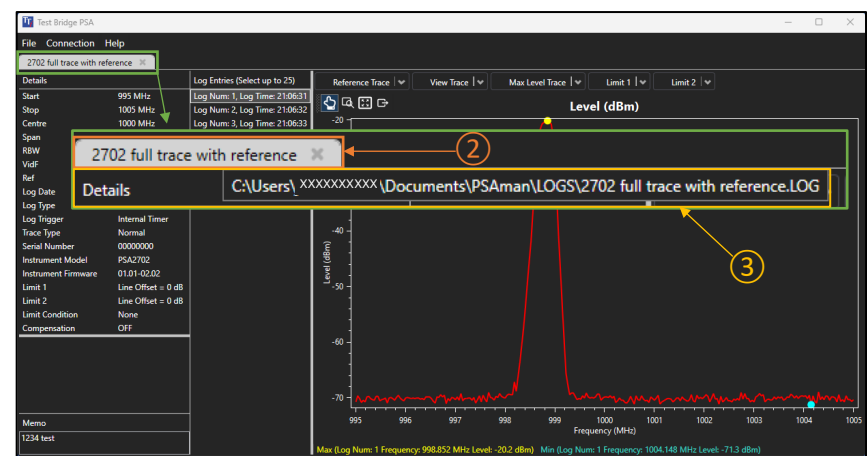 Test Bridge PSA
File Connection Help
2702 full trace with reference
Details
Start 995 MHz
Stop 1005 MHz
Centre 1000 MHz
Span
RBW
VidF
Ref
Log Date
Log Type
Log Trigger Internal Timer
Trace Type Normal
Serial Number 00000000
Instrument Model PSA2702
Instrument Firmware 01.01-02.02
Limit 1 Line Offset = 0 dB
Limit 2 Line Offset = 0 dB
Limit Condition None
Compensation OFF
Memo
1234 test
Log Entries (Select up to 25)
Log Num: 1, Log Time: 21:06:31
Log Num: 2, Log Time: 21:06:32
Log Num: 3, Log Time: 21:06:33
Reference Trace View Trace Max Level Trace Limit 1 Limit 2
Level (dBm)
2702 full trace with reference
2
Details C:\Users\ XXXXXXXXXX \Documents\PSAman\LOGS\2702 full trace with reference.LOG
3
Level (dBm)
-20
-40
-50
-60
-70
995 996 997 998 999 1000 1001 1002 1003 1004 1005
Frequency (MHz)
Max (Log Num: 1 Frequency: 998.852 MHz Level: -20.2 dBm) Min (Log Num: 1 Frequency: 1004.148 MHz Level: -71.3 dBm)